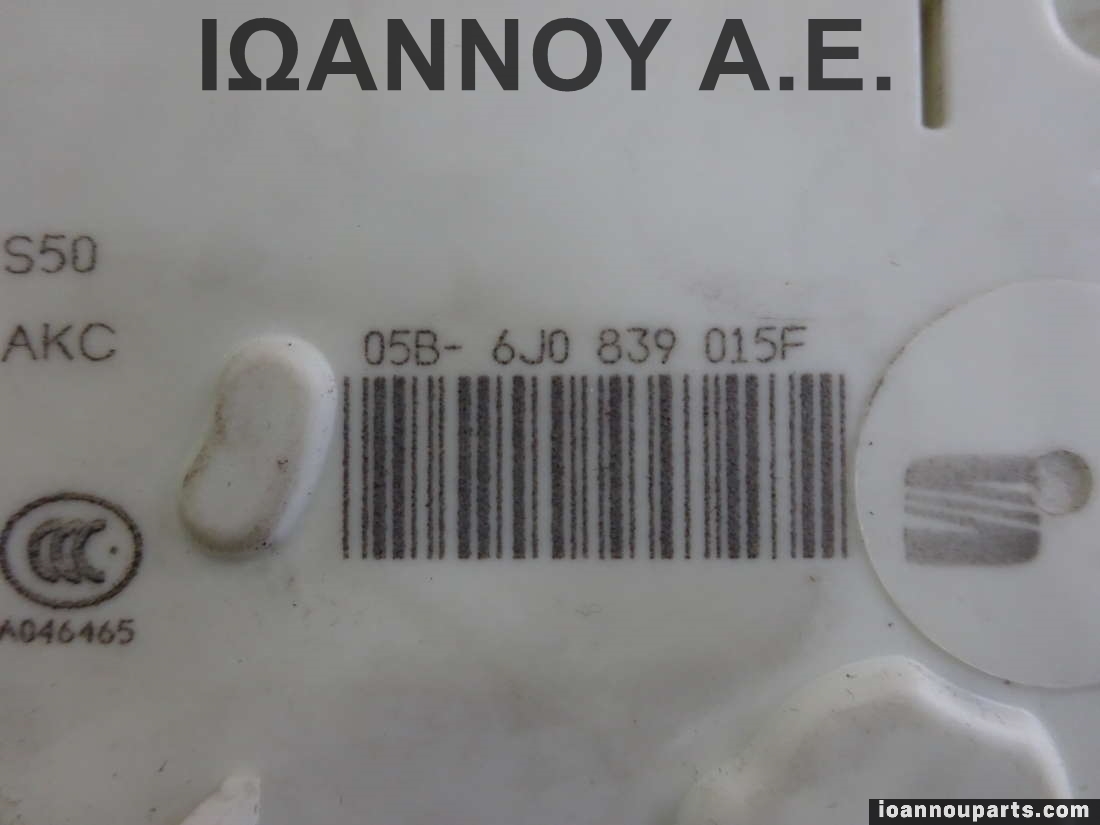 ΙΩΑΝΝΟΥ Α.Ε.
S50
AKC
05B- 6J0 839 015F
A046465
ioannouparts.com